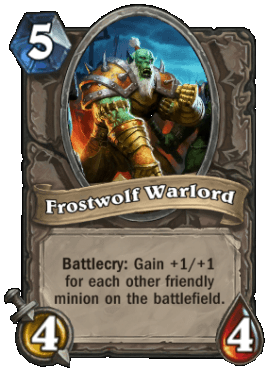 5
Frostwolf Warlord
Battlecry: Gain +1/+1
for each other friendly
minion on the battlefield.
4 4